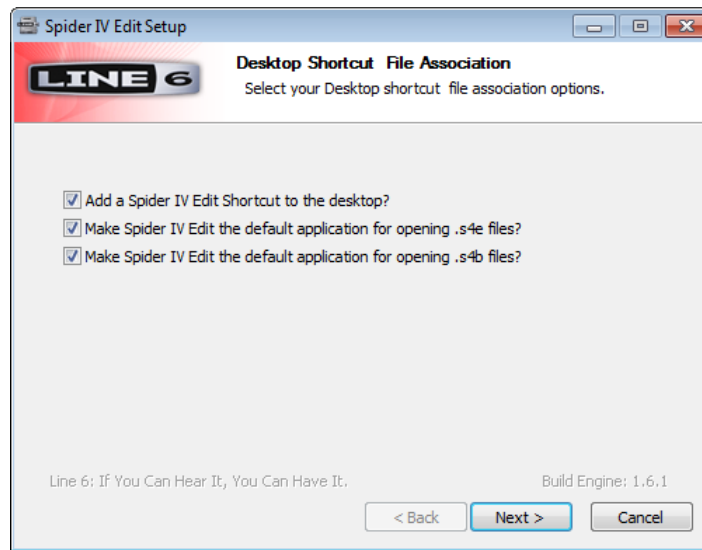 Spider IV Edit Setup
LINE 6
Desktop Shortcut  File Association
Select your Desktop shortcut  file association options.
Add a Spider IV Edit Shortcut to the desktop?
Make Spider IV Edit the default application for opening .s4e files?
Make Spider IV Edit the default application for opening .s4b files?
Line 6: If You Can Hear It, You Can Have It.
Build Engine: 1.6.1
< Back
Next >
Cancel